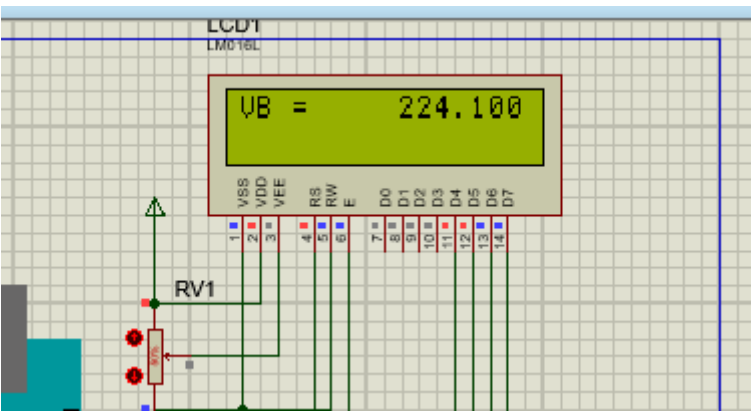 LCD1
LM016L
VB = 224.100
VSS
VDD
VEE
RS
RW
E
D0
D1
D2
D3
D4
D5
D6
D7
1
2
3
4
5
6
7
8
9
10
11
12
13
14
RV1